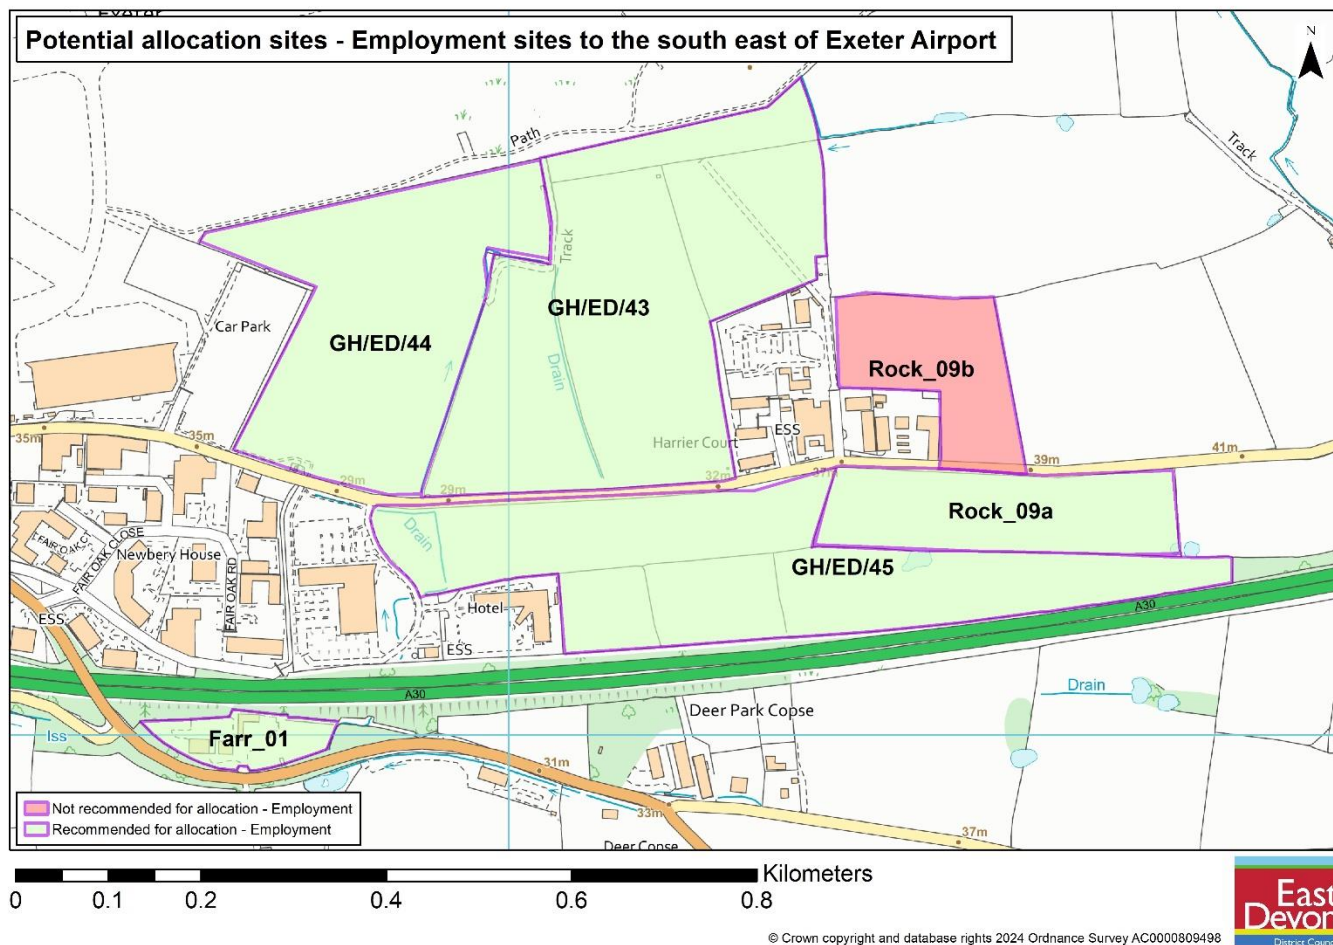 Potential allocation sites - Employment sites to the south east of Exeter Airport
N
Path
Track
Track
GH/ED/43
GH/ED/44
Car Park
Drain
Rock_09b
Harrier Court
ESS
35m
35m
29m
29m
32m
37m
39m
41m
Rock_09a
Drain
GH/ED/45
FAIR OAK CT
FAIR OAK CLOSE
Newbery House
FAIR OAK RD
Hotel
ESS
ESS
A30
A30
Drain
Deer Park Copse
Iss
Farr_01
31m
33m
37m
Deer Copse
Not recommended for allocation - Employment
Recommended for allocation - Employment
Kilometers
0 0.1 0.2 0.4 0.6 0.8
East
Devon
District Counc
© Crown copyright and database rights 2024 Ordnance Survey AC0000809498